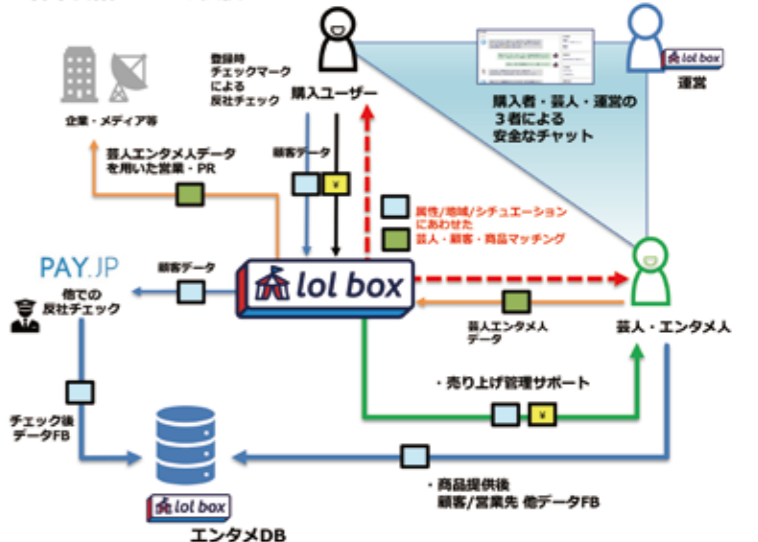 登録時
チェックマーク
による
反社チェック
購入ユーザー
lol box
運営
購入者・芸人・運営の
3者による
安全なチャット
企業・メディア等
芸人エンタメ人データ
を用いた営業・PR
顧客データ
¥
属性/地域/シチュエーション
にあわせた
芸人・顧客・商品マッチング
PAY.JP
顧客データ
lol box
他での
反社チェック
芸人エンタメ人
データ
芸人・エンタメ人
・売り上げ管理サポート
¥
チェック後
データFB
・商品提供後
顧客/営業先 他データFB
lol box
エンタメDB